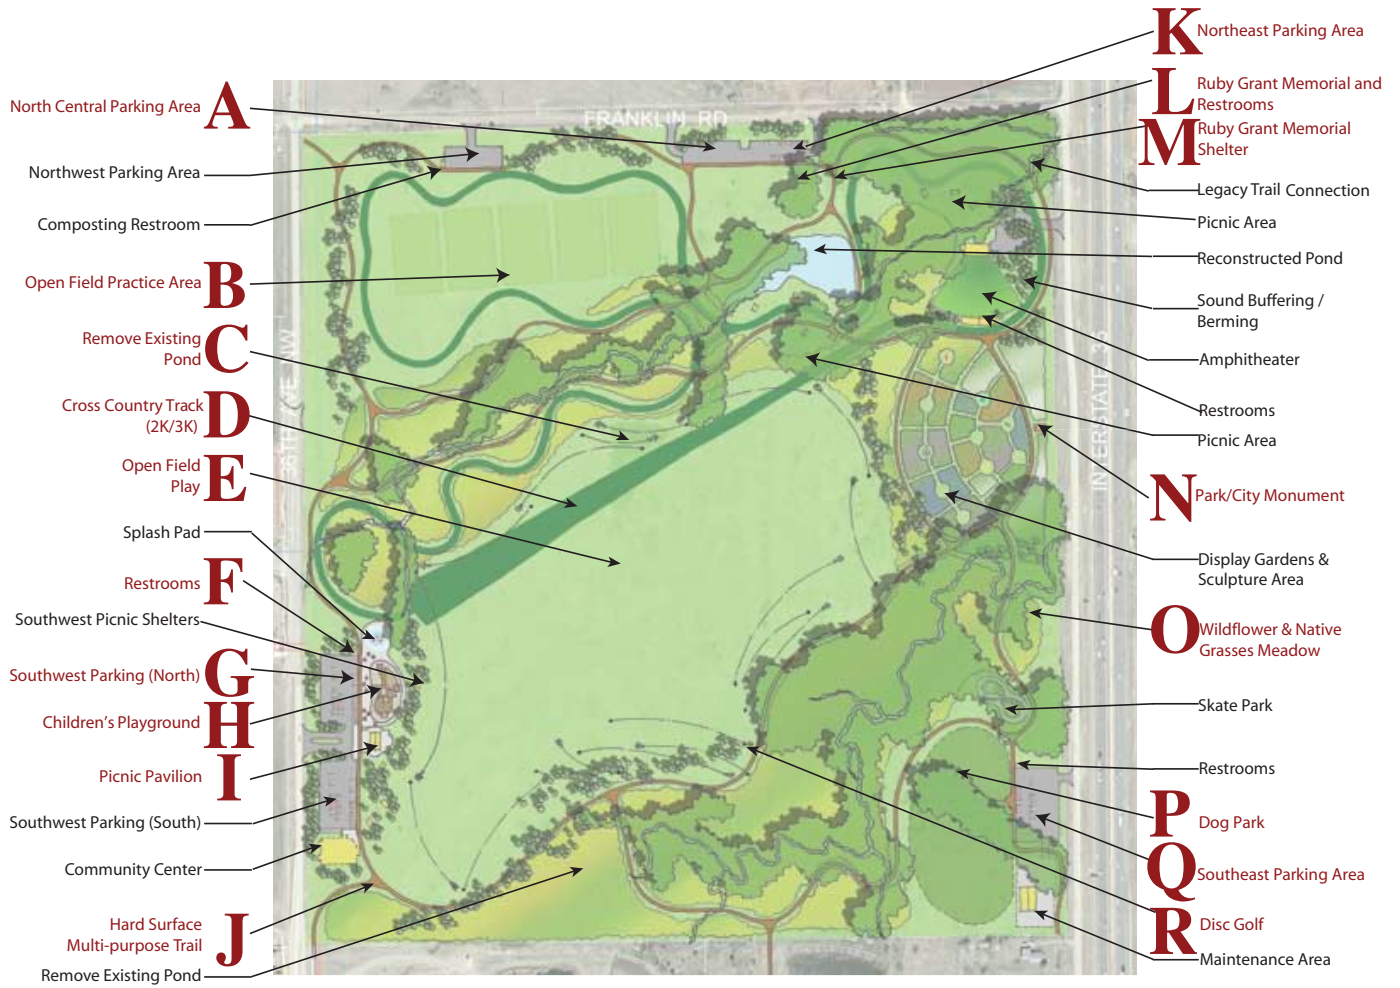 A
North Central Parking Area
Northwest Parking Area
Composting Restroom
B
Open Field Practice Area
C
Remove Existing
Pond
D
Cross Country Track
(2K/3K)
E
Open Field
Play
Splash Pad
F
Restrooms
Southwest Picnic Shelters
G
Southwest Parking (North)
H
Children's Playground
I
Picnic Pavilion
Southwest Parking (South)
Community Center
J
Hard Surface
Multi-purpose Trail
Remove Existing Pond
FRANKLIN RD
36TH AVE NW
INTERSTATE 35
K
Northeast Parking Area
L
Ruby Grant Memorial and
Restrooms
M
Ruby Grant Memorial
Shelter
Legacy Trail Connection
Picnic Area
Reconstructed Pond
Sound Buffering /
Berming
Amphitheater
Restrooms
Picnic Area
N
Park/City Monument
Display Gardens &
Sculpture Area
O
Wildflower & Native
Grasses Meadow
Skate Park
Restrooms
P
Dog Park
Q
Southeast Parking Area
R
Disc Golf
Maintenance Area